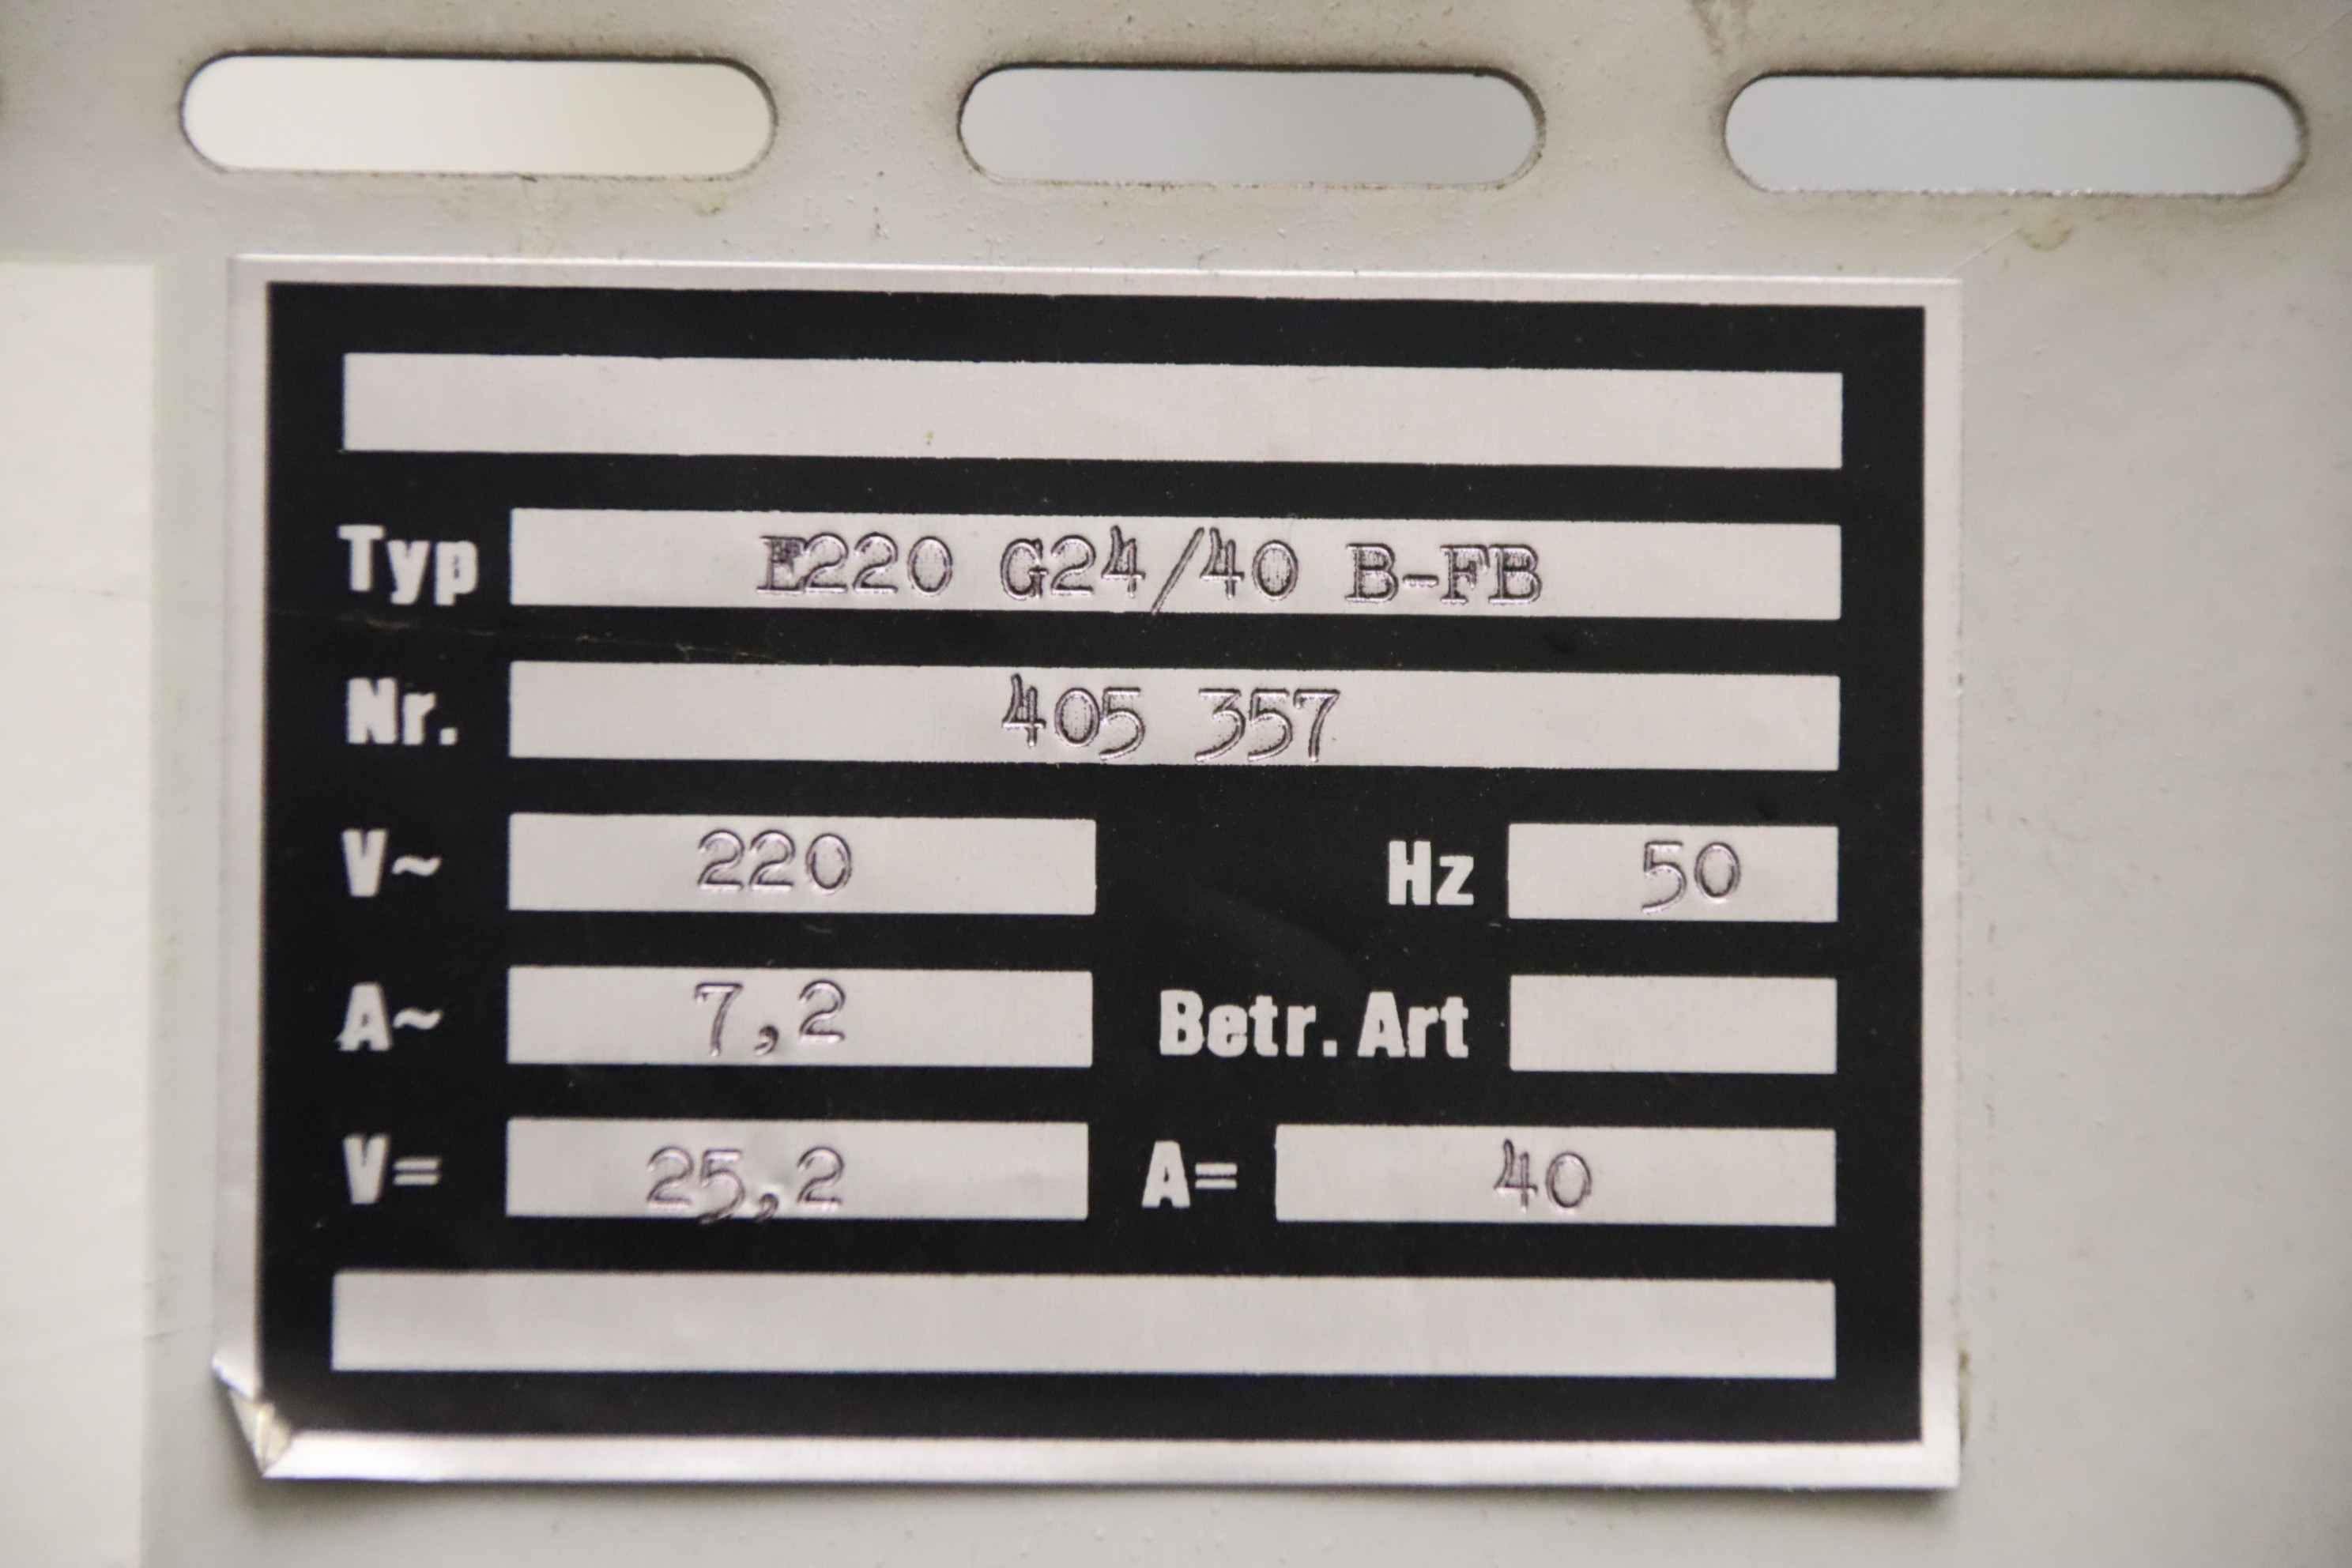 Typ E220 G24/40 B-FB
Nr. 405 357
V~ 220 Hz 50
A~ 7,2 Betr. Art
V= 25,2 A= 40